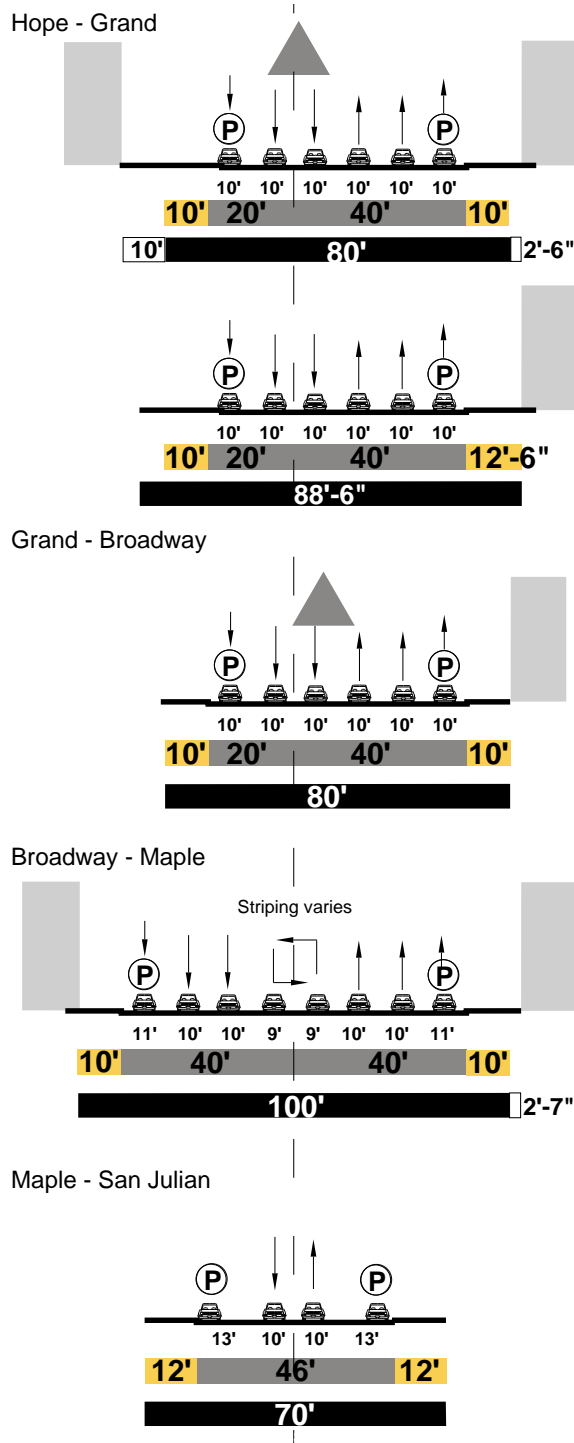 Hope - Grand
P P
10' 10' 10' 10' 10' 10'
10' 20' 40' 10'
10' 80' 2'-6"
P P
10' 10' 10' 10' 10' 10'
10' 20' 40' 12'-6"
88'-6"
Grand - Broadway
P P
10' 10' 10' 10' 10' 10'
10' 20' 40' 10'
80'
Broadway - Maple
Striping varies
P P
11' 10' 10' 9' 9' 10' 10' 11'
10' 40' 40' 10'
100' 2'-7"
Maple - San Julian
P P
13' 10' 10' 13'
12' 46' 12'
70'